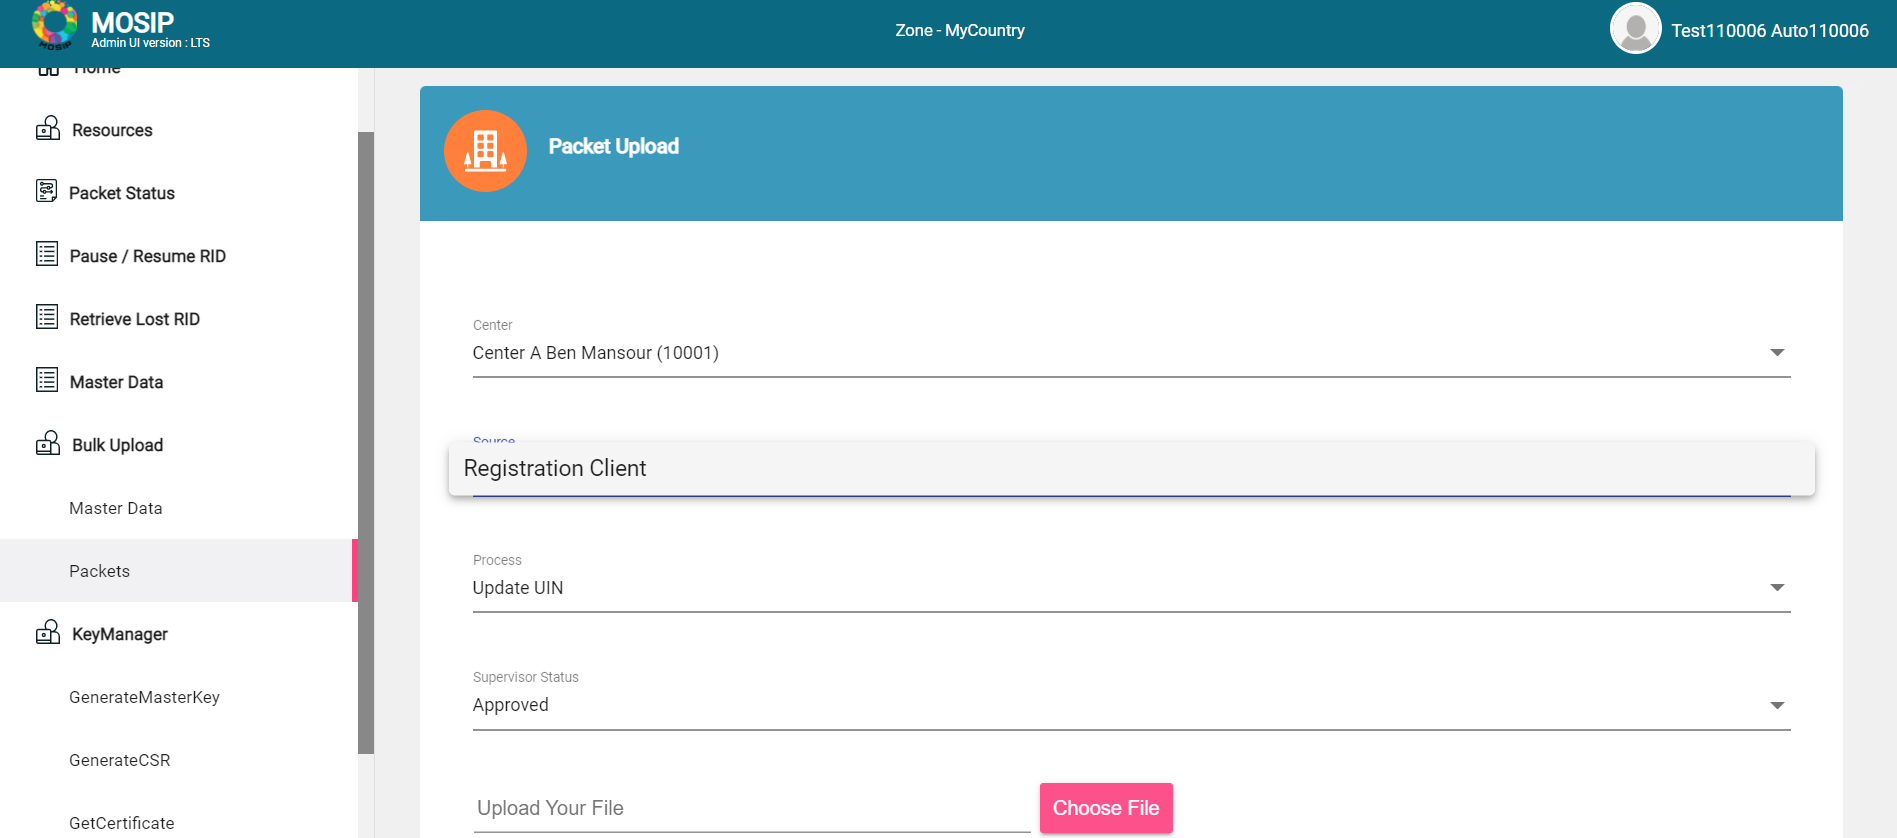 MOSIP
Admin UI version : LTS
MOSIP
Zone - MyCountry
Test110006 Auto110006
Home
Resources
Packet Status
Pause / Resume RID
Retrieve Lost RID
Master Data
Bulk Upload
Master Data
Packets
KeyManager
GenerateMasterKey
GenerateCSR
GetCertificate
Packet Upload
Center
Center A Ben Mansour (10001)
Source
Registration Client
Process
Update UIN
Supervisor Status
Approved
Upload Your File
Choose File